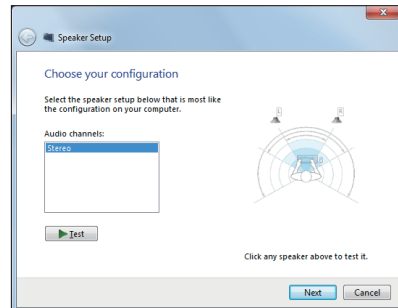 Speaker Setup
Choose your configuration
Select the speaker setup below that is most like
the configuration on your computer.
Audio channels:
Stereo
L
R
Test
Click any speaker above to test it.
Next
Cancel